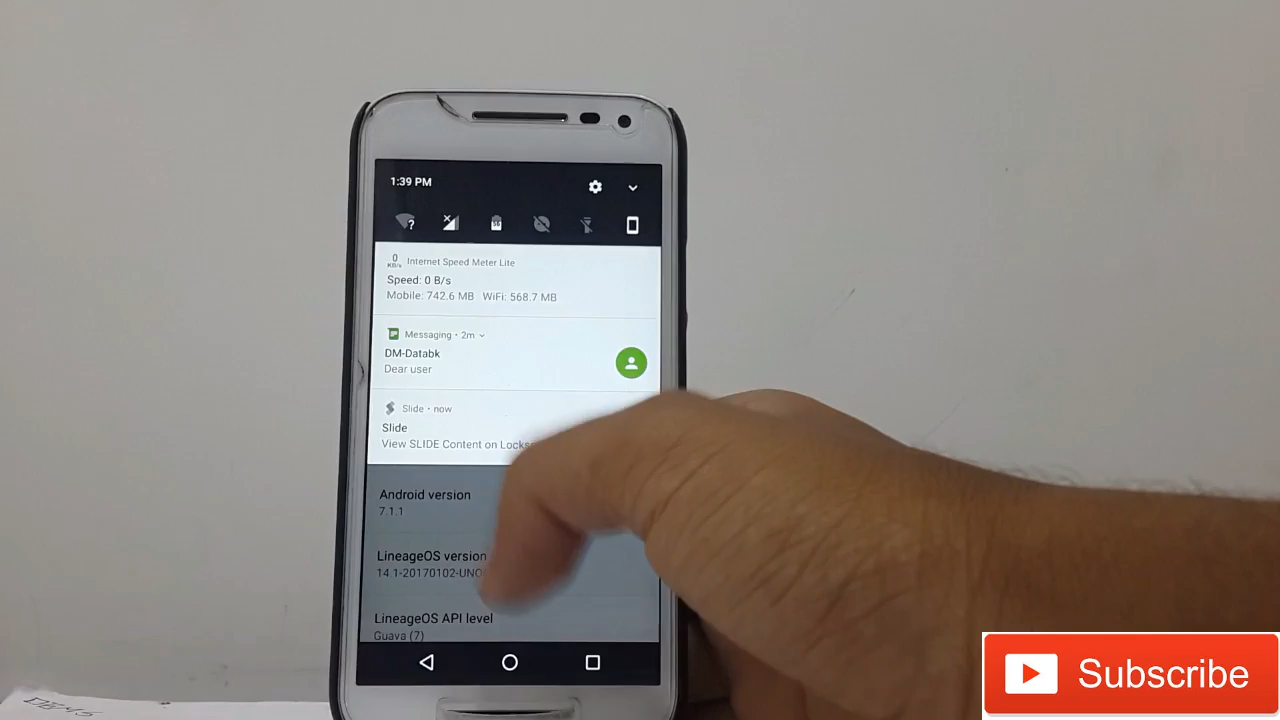 1:39 PM
0
KB/s Internet Speed Meter Lite
Speed: 0 B/s
Mobile: 742.6 MB WiFi: 568.7 MB
Messaging • 2m
DM-Databk
Dear user
Slide • now
Slide
View SLIDE Content on Locks
Android version
7.1.1
LineageOS version
14.1-20170102-UNO
LineageOS API level
Guava (7)
Subscribe